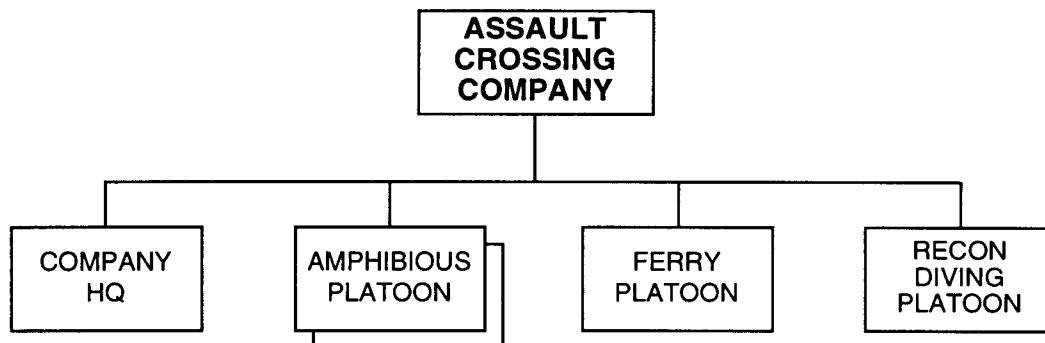 ASSAULT
CROSSING
COMPANY
COMPANY
HQ
AMPHIBIOUS
PLATOON
FERRY
PLATOON
RECON
DIVING
PLATOON